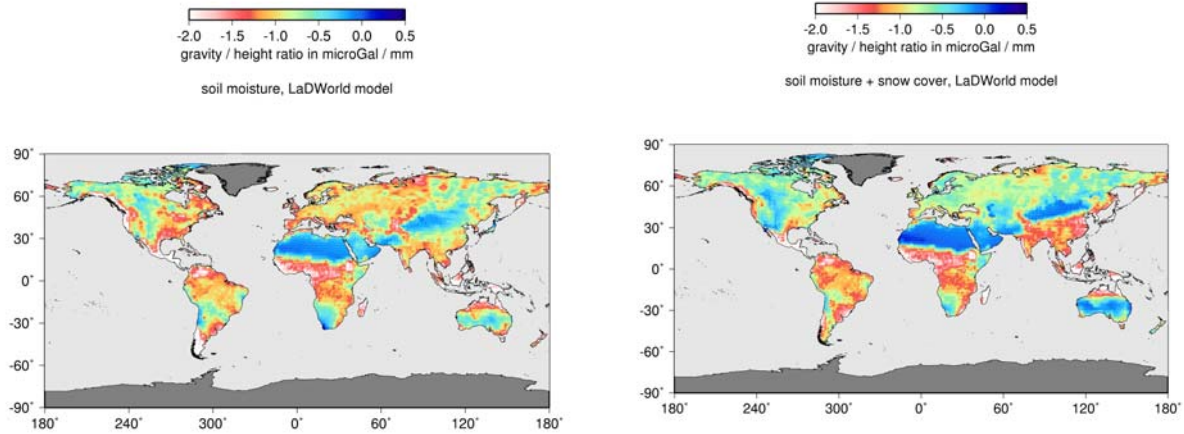 -2.0 -1.5 -1.0 -0.5 0.0 0.5
gravity / height ratio in microGal / mm
soil moisture, LaDWorld model
90˚
60˚
30˚
0˚
-30˚
-60˚
-90˚
180˚ 240˚ 300˚ 0˚ 60˚ 120˚ 180˚
-2.0 -1.5 -1.0 -0.5 0.0 0.5
gravity / height ratio in microGal / mm
soil moisture + snow cover, LaDWorld model
90˚
60˚
30˚
0˚
-30˚
-60˚
-90˚
180˚ 240˚ 300˚ 0˚ 60˚ 120˚ 180˚